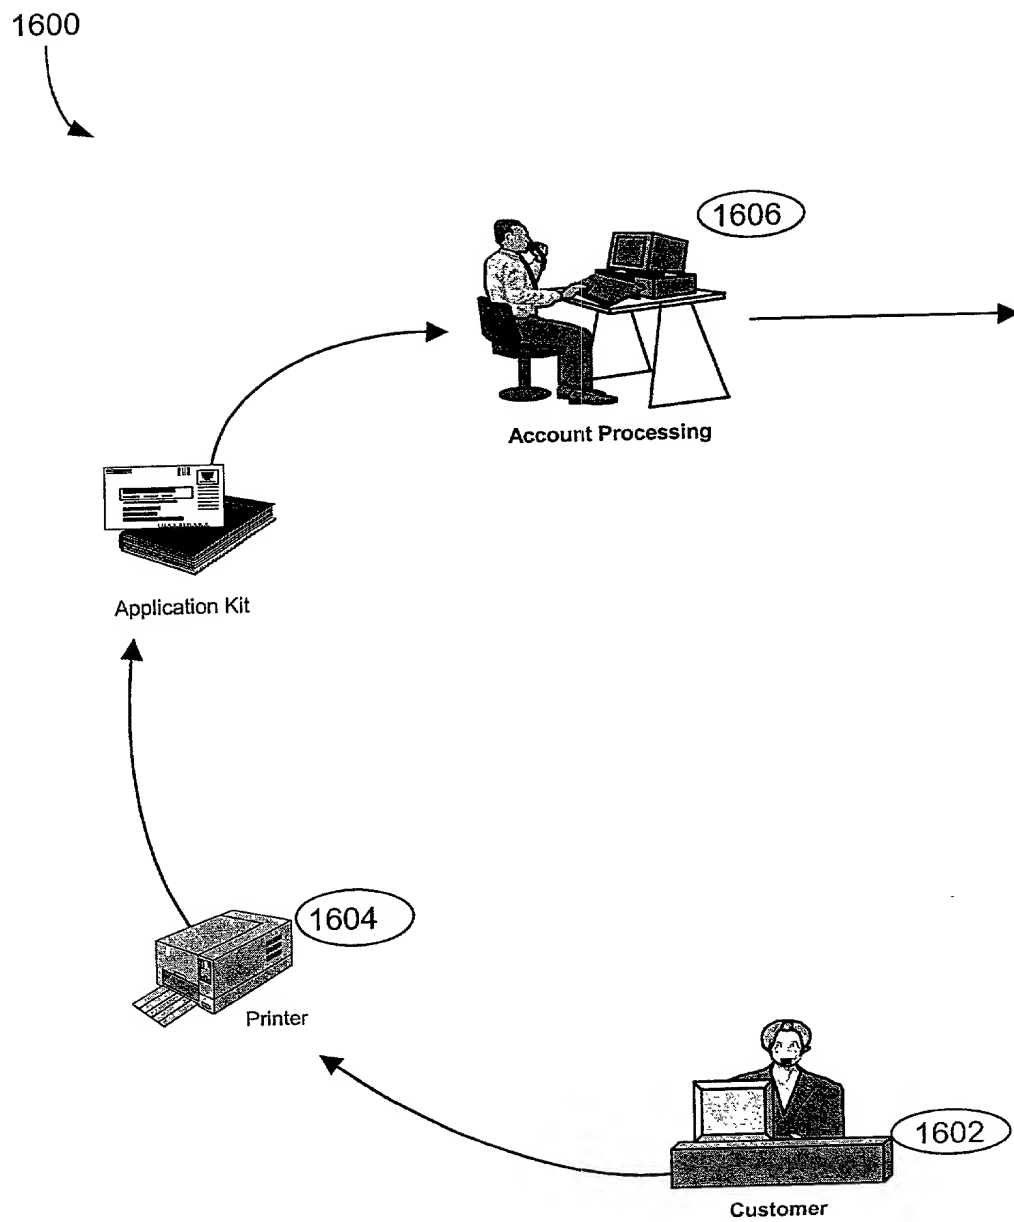 1600
1606
Account Processing
Application Kit
1604
Printer
1602
Customer